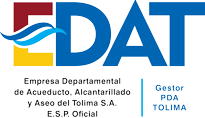 EDAT
Empresa Departamental
de Acueducto, Alcantarillado
y Aseo del Tolima S.A.
E.S.P. Oficial
Gestor
PDA
TOLIMA